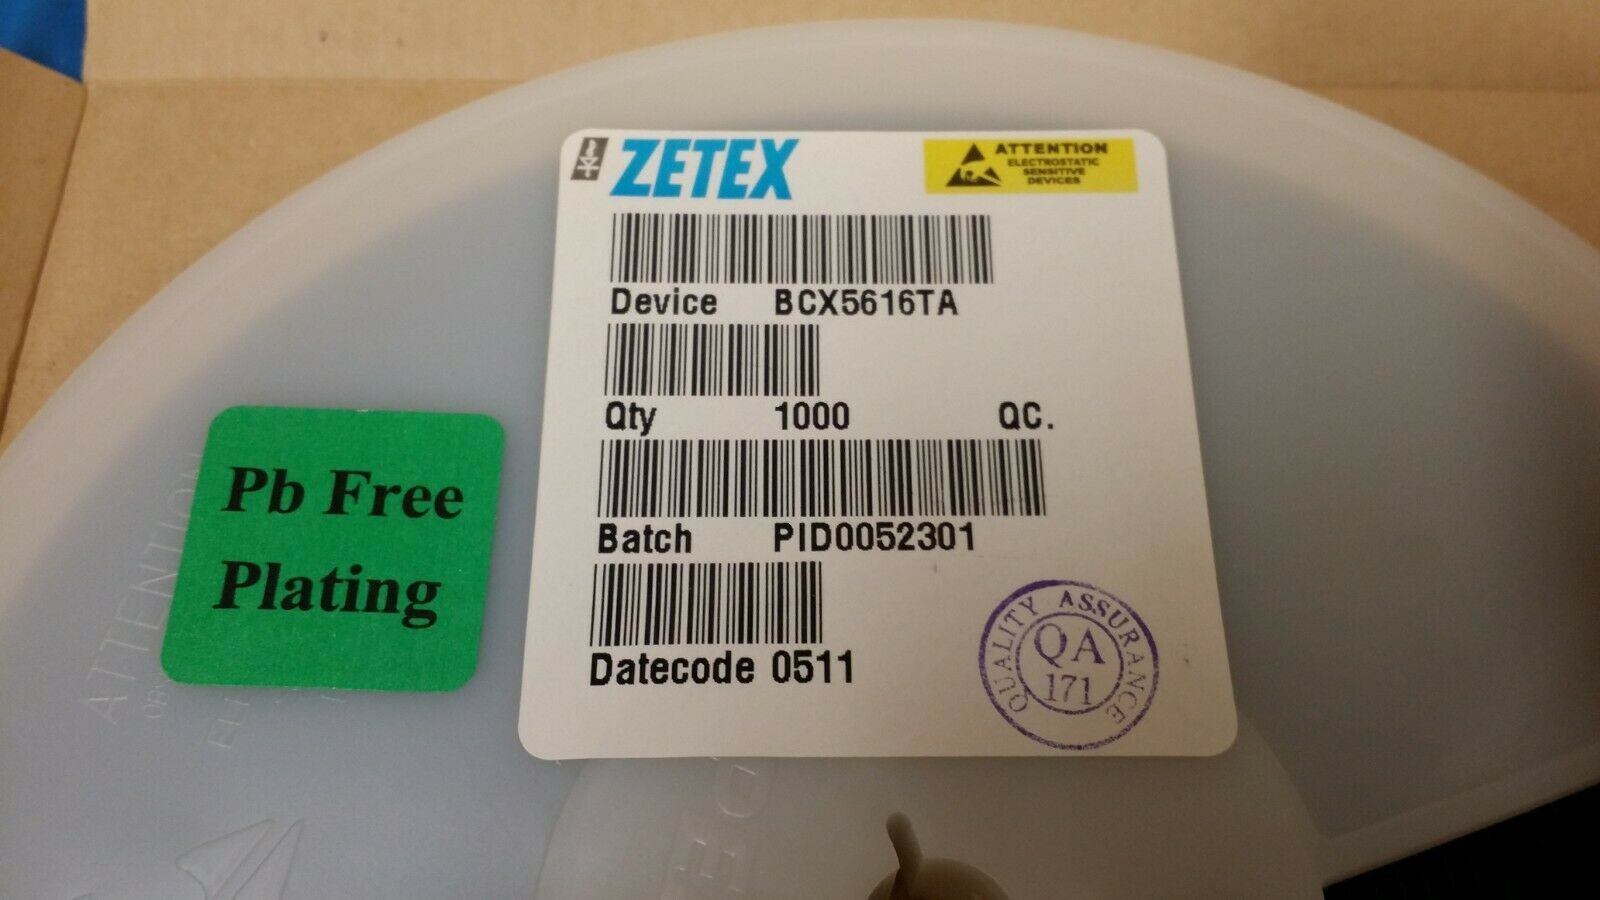 ZETEX
ATTENTION
ELECTROSTATIC
SENSITIVE
DEVICES
Device BCX5616TA
Qty 1000 QC.
Batch PID0052301
Datecode 0511
QUALITY ASSURANCE
QA
171
Pb Free
Plating
ATTENTION